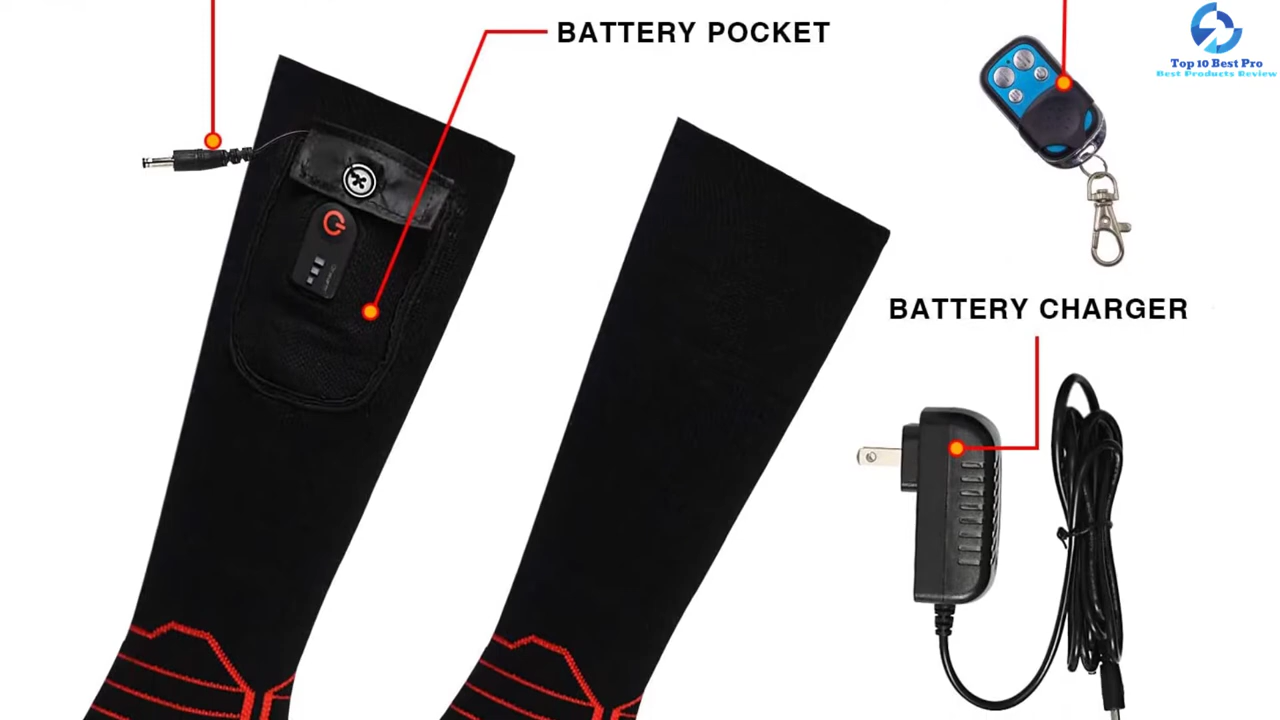 BATTERY POCKET
Top 10 Best Pro
Best Products Review
BATTERY CHARGER